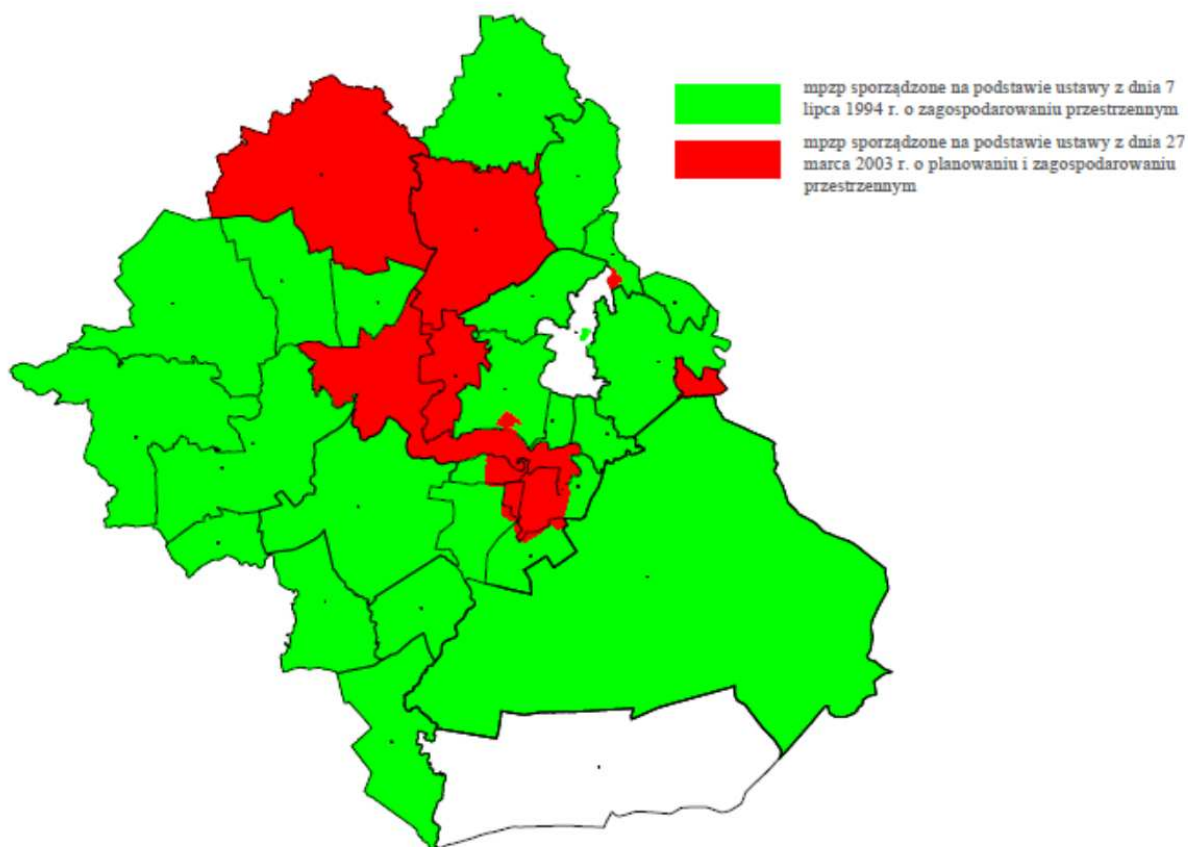 mpzp sporządzone na podstawie ustawy z dnia 7
lipca 1994 r. o zagospodarowaniu przestrzennym
mpzp sporządzone na podstawie ustawy z dnia 27
marca 2003 r. o planowaniu i zagospodarowaniu
przestrzennym